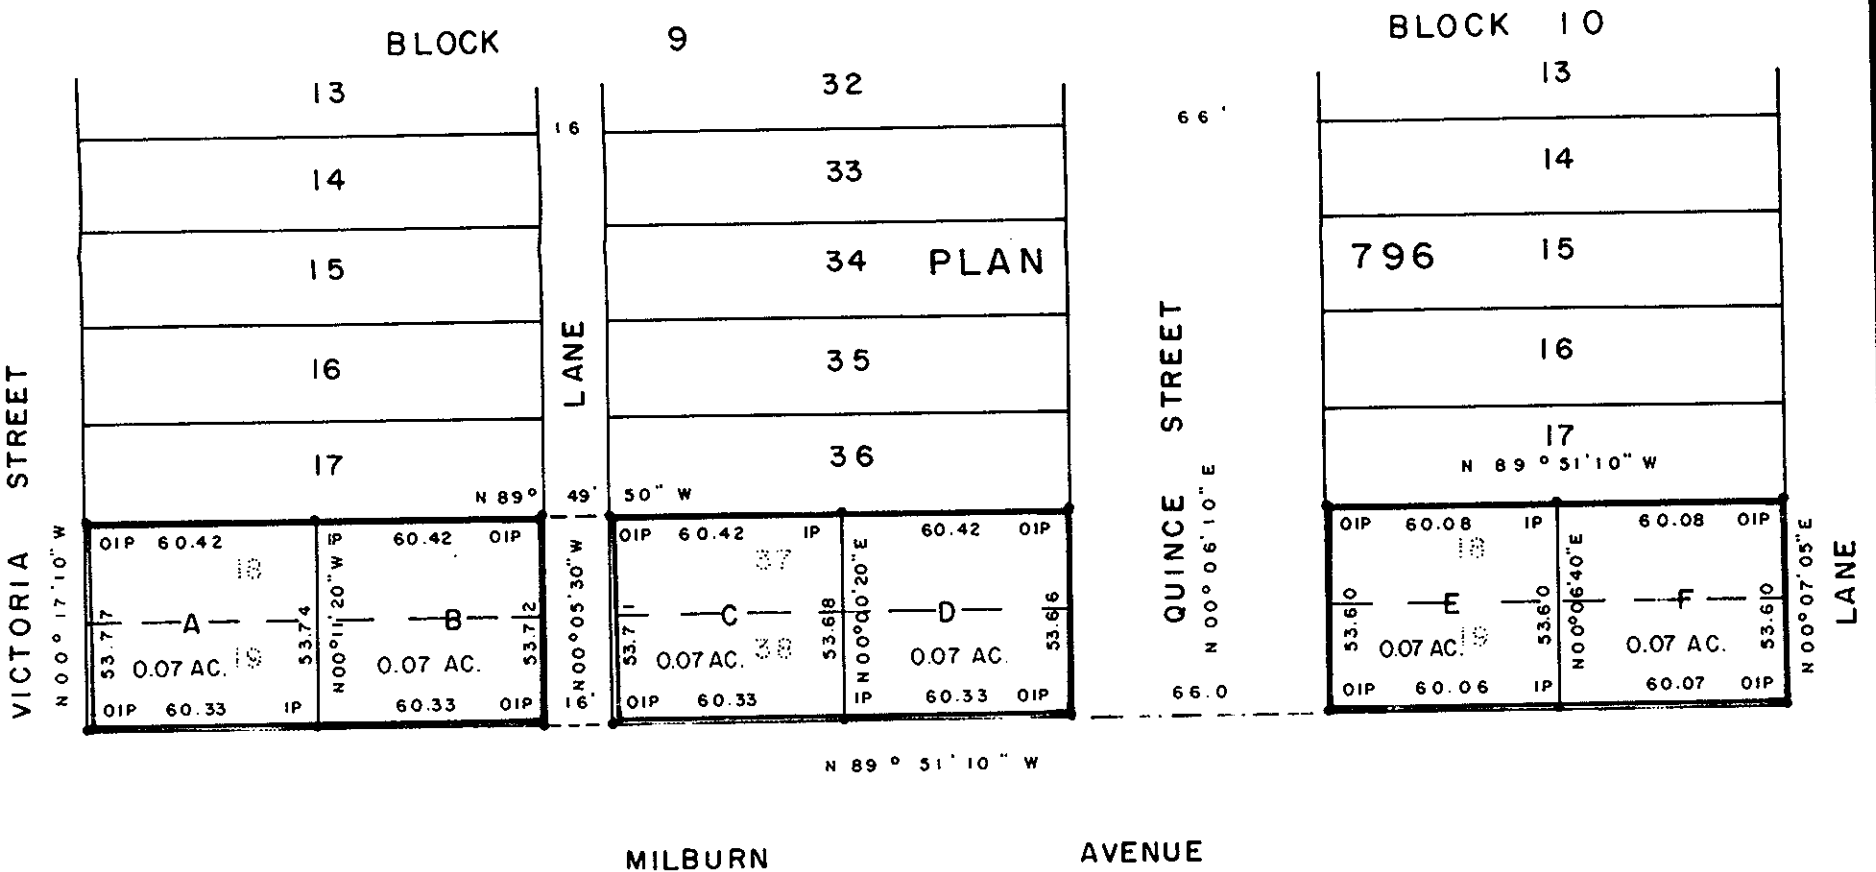 BLOCK 9
BLOCK 10
13
32
13
16
66'
14
33
14
15
34
PLAN
796
15
16
LANE
35
STREET
16
17
36
17
VICTORIA STREET
QUINCE
N 89° 49' 50" W
N 89° 51' 10" W
N 00° 17' 10" W
OIP 60.42 IP 60.42 OIP
OIP 60.42 IP 60.42 OIP
N 00° 06' 10" E
OIP 60.08 IP 60.08 OIP
18
37
18
53.77
A
53.74
N 00° 11' 20" W
B
53.72
N 00° 05' 30" W
53.71
C
53.68
D
53.66
53.60
E
53.60
N 00° 06' 40" E
F
53.60
N 00° 07' 05" E
LANE
0.07 AC.
19
0.07 AC.
0.07 AC.
38
0.07 AC.
0.07 AC.
19
0.07 AC.
OIP 60.33 IP 60.33 OIP
16'
OIP 60.33 IP 60.33 OIP
66.0
OIP 60.06 IP 60.07 OIP
N 89° 51' 10" W
MILBURN AVENUE